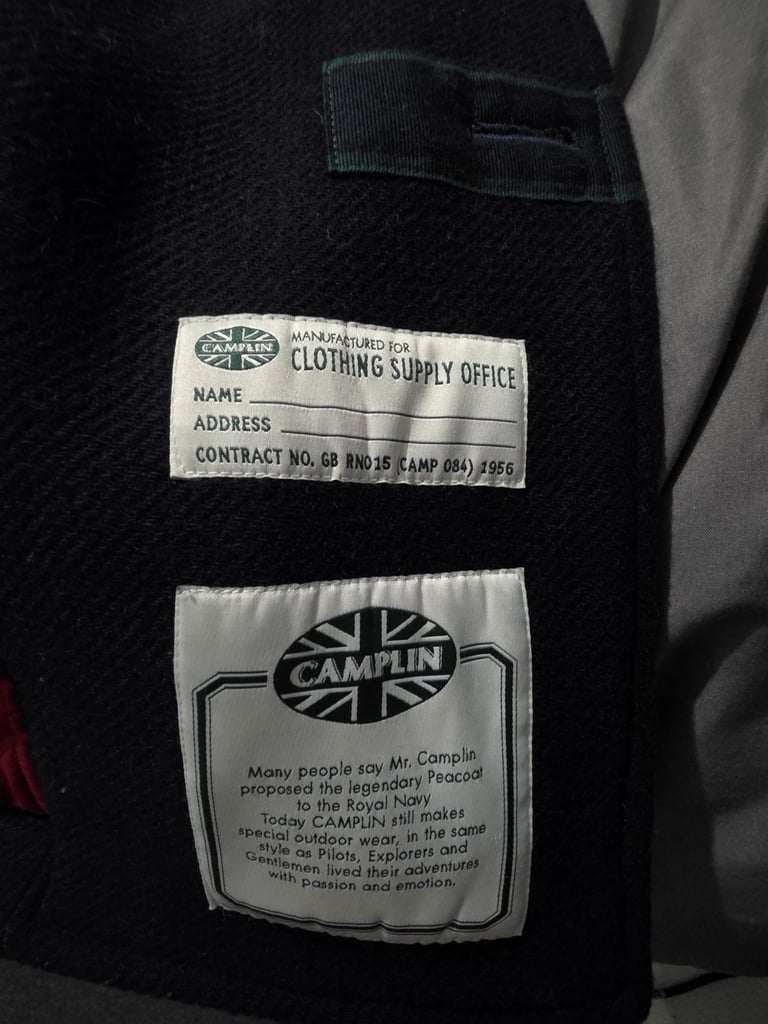 CAMPLIN
MANUFACTURED FOR
CLOTHING SUPPLY OFFICE
NAME
ADDRESS
CONTRACT NO. GB RN015 (CAMP 084) 1956
CAMPLIN
Many people say Mr. Camplin
proposed the legendary Peacoat
to the Royal Navy
Today CAMPLIN still makes
special outdoor wear, in the same
style as Pilots, Explorers and
Gentlemen lived their adventures
with passion and emotion.